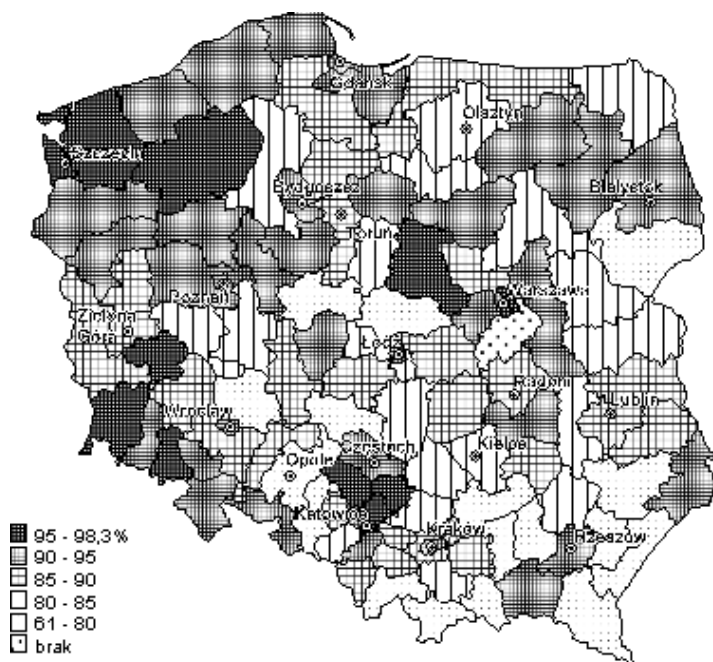 Gdańsk
Olsztyn
Szczecin
Bydgoszcz
Białystok
Toruń
Poznań
Warszawa
Zielona
Góra
Łódź
Radom
Lublin
Wrocław
Kielce
Częstoch.
Opole
Katowice
Kraków
Rzeszów
95 - 98,3%
90 - 95
85 - 90
80 - 85
61 - 80
brak